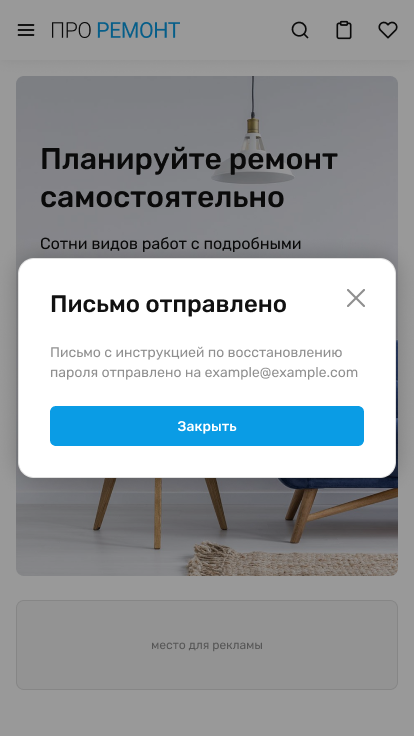 ПРО РЕМОНТ
Планируйте ремонт
самостоятельно
Сотни видов работ с подробными
Письмо отправлено
Письмо с инструкцией по восстановлению
пароля отправлено на example@example.com
Закрыть
место для рекламы